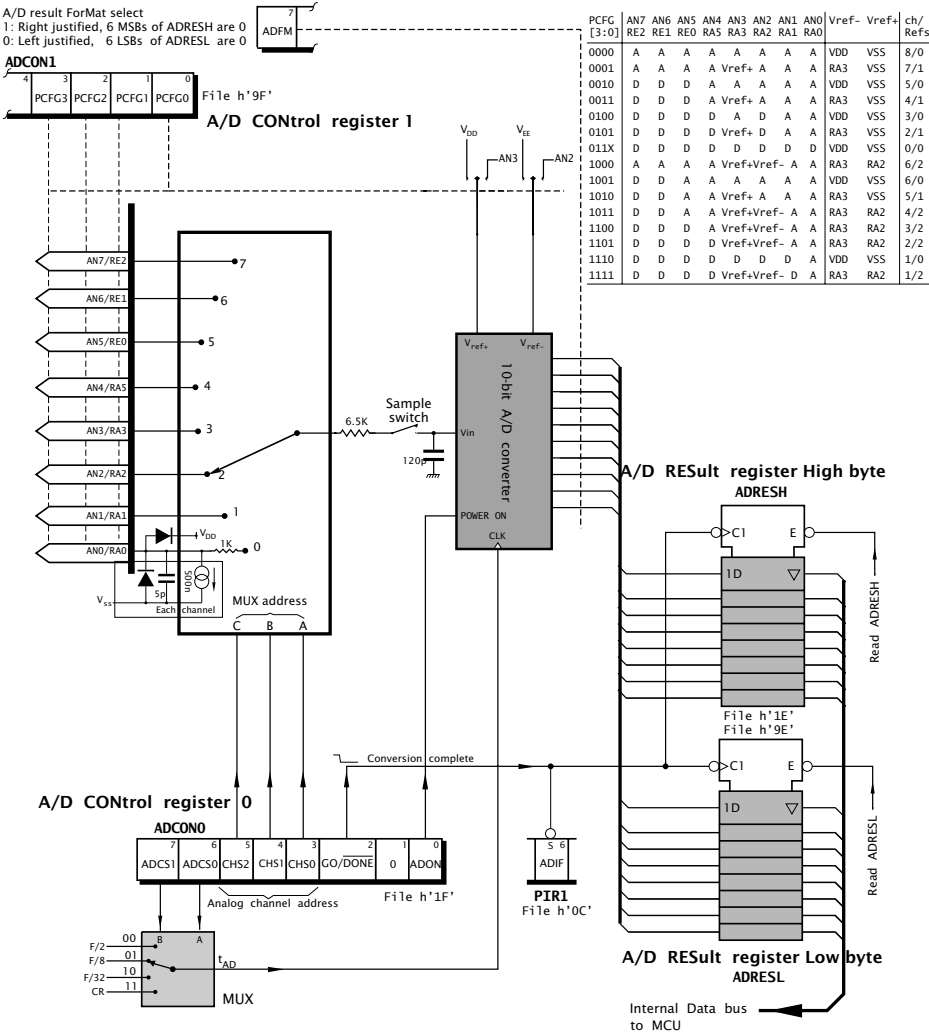 A/D result ForMat select
1: Right justified, 6 MSBs of ADRESH are 0
0: Left justified, 6 LSBs of ADRESL are 0
7
ADFM
ADCON1
4 3 2 1 0
PCFG3 PCFG2 PCFG1 PCFG0
File h'9F'
A/D CONtrol register 1
PCFG AN7 AN6 AN5 AN4 AN3 AN2 AN1 AN0 Vref- Vref+ ch/
[3:0] RE2 RE1 RE0 RA5 RA3 RA2 RA1 RA0 Refs
0000 A A A A A A A A VDD VSS 8/0
0001 A A A A Vref+ A A A RA3 VSS 7/1
0010 D D D A A A A A VDD VSS 5/0
0011 D D D A Vref+ A A A RA3 VSS 4/1
0100 D D D D A D A A VDD VSS 3/0
0101 D D D D Vref+ D A A RA3 VSS 2/1
011X D D D D D D D D VDD VSS 0/0
1000 A A A A Vref+ Vref- A A RA3 RA2 6/2
1001 D D A A A A A A VDD VSS 6/0
1010 D D A A Vref+ A A A RA3 VSS 5/1
1011 D D A A Vref+ Vref- A A RA3 RA2 4/2
1100 D D D A Vref+ Vref- A A RA3 RA2 3/2
1101 D D D D Vref+ Vref- A A RA3 RA2 2/2
1110 D D D D D D D A VDD VSS 1/0
1111 D D D D Vref+ Vref- D A RA3 RA2 1/2
VDD VEE
AN3 AN2
AN7/RE2 7
AN6/RE1 6
AN5/RE0 5
AN4/RA5 4
AN3/RA3 3
AN2/RA2 2
AN1/RA1 1
AN0/RA0 0
VDD
1K
500n
5p
Vss
Each channel
MUX address
C B A
6.5K
Sample
switch
120p
Vref+ Vref-
10-bit A/D converter
Vin
POWER ON
CLK
A/D RESult register High byte
ADRESH
C1 E
1D
Read ADRESH
File h'1E'
File h'9E'
Conversion complete
C1 E
1D
Read ADRESL
A/D RESult register Low byte
ADRESL
Internal Data bus
to MCU
S 6
ADIF
PIR1
File h'0C'
A/D CONtrol register 0
ADCON0
7 6 5 4 3 2 1 0
ADCS1 ADCS0 CHS2 CHS1 CHS0 GO/DONE 0 ADON
Analog channel address
File h'1F'
B A
F/2 00
F/8 01
F/32 10
CR 11
tAD
MUX